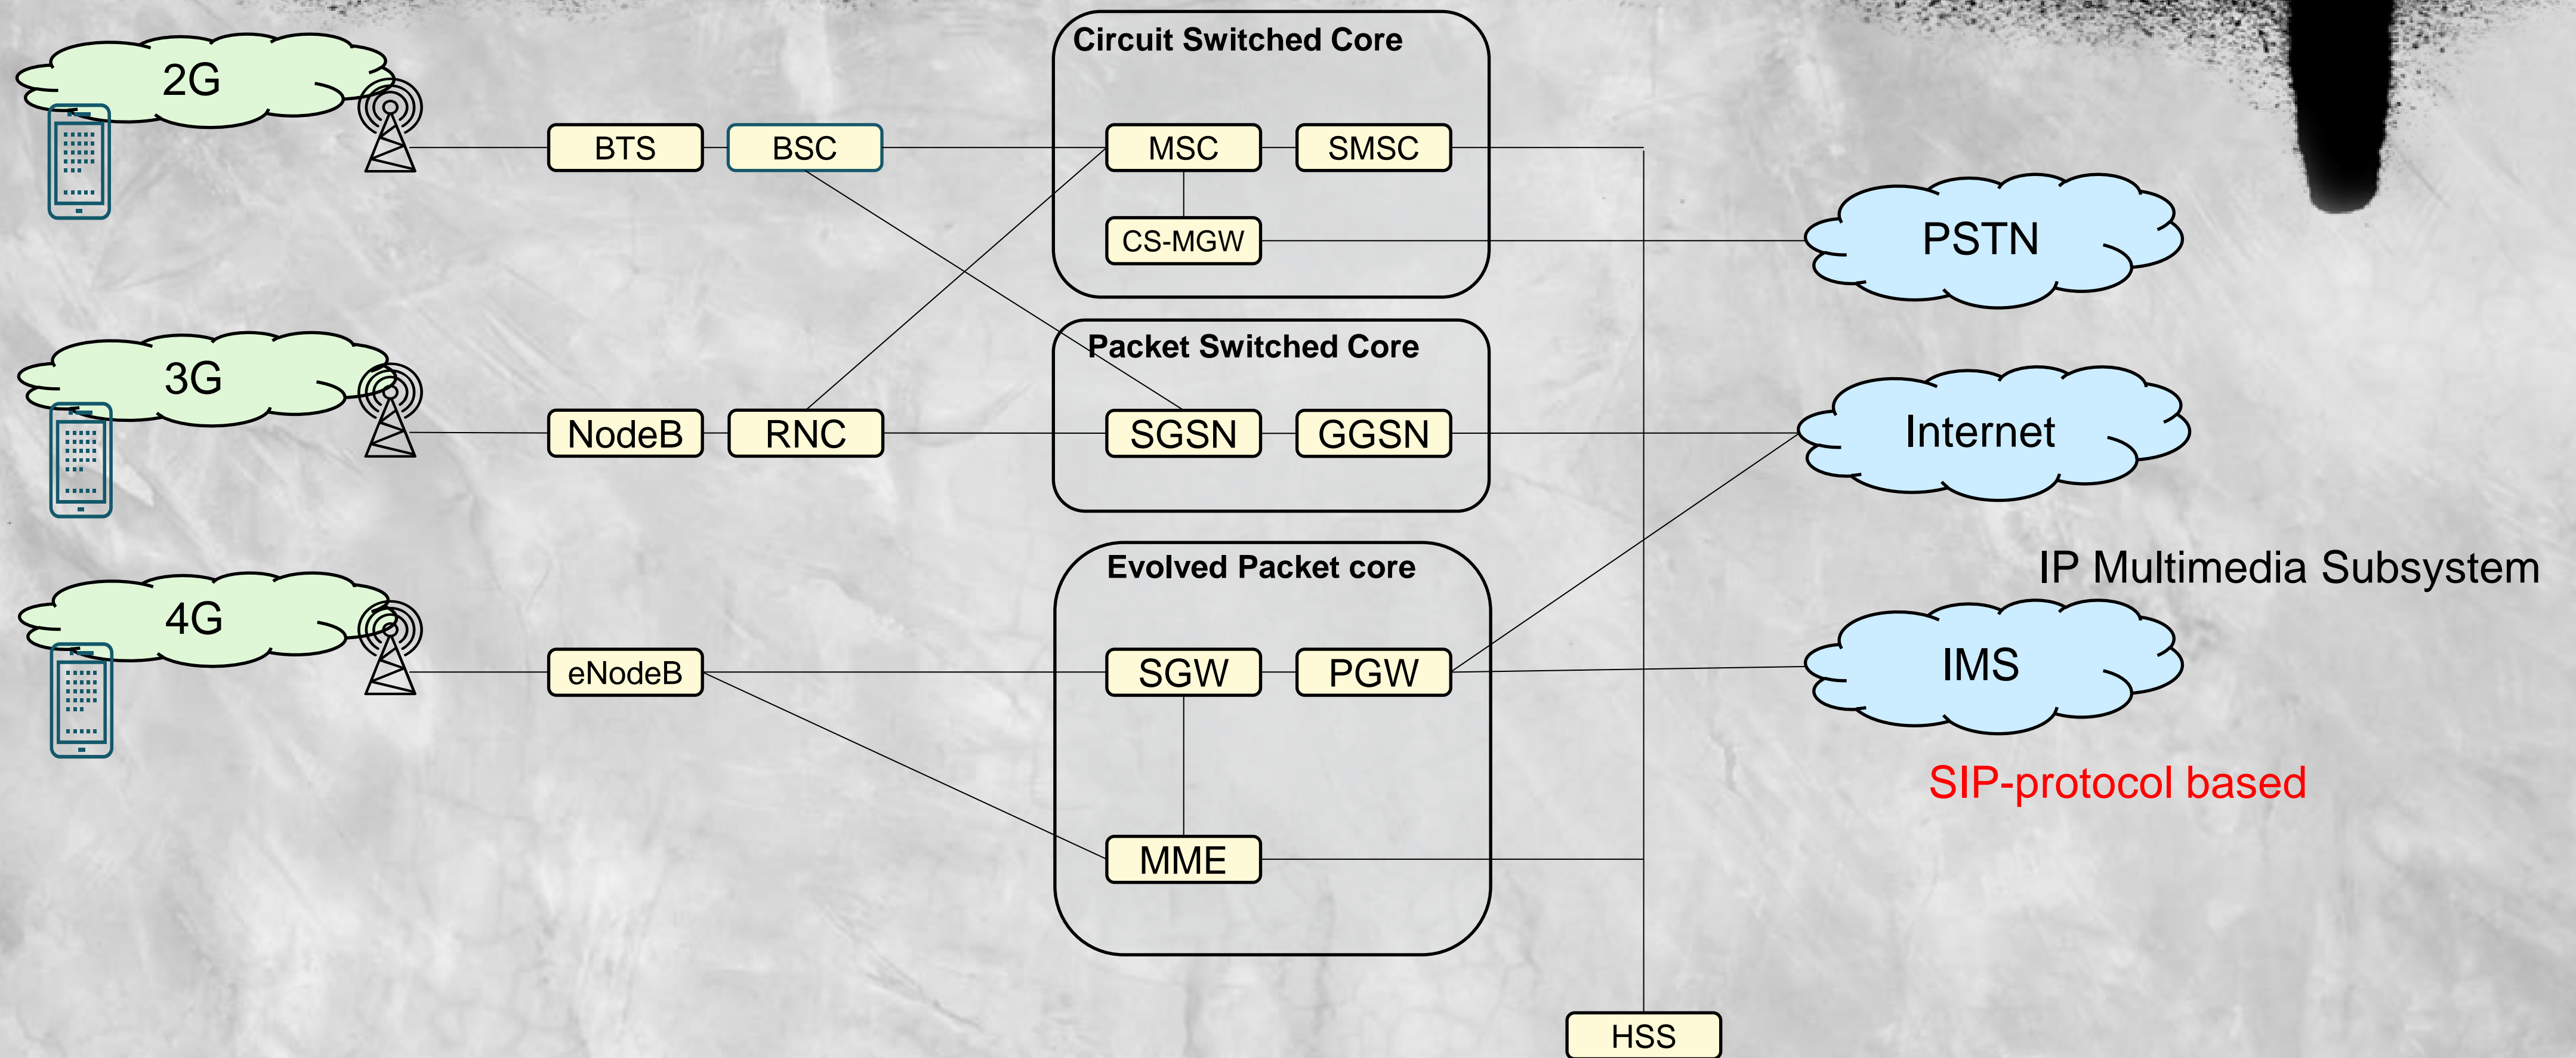 Circuit Switched Core
2G
BTS
BSC
MSC
SMSC
CS-MGW
PSTN
Packet Switched Core
3G
NodeB
RNC
SGSN
GGSN
Internet
Evolved Packet core
IP Multimedia Subsystem
4G
eNodeB
SGW
PGW
IMS
SIP-protocol based
MME
HSS